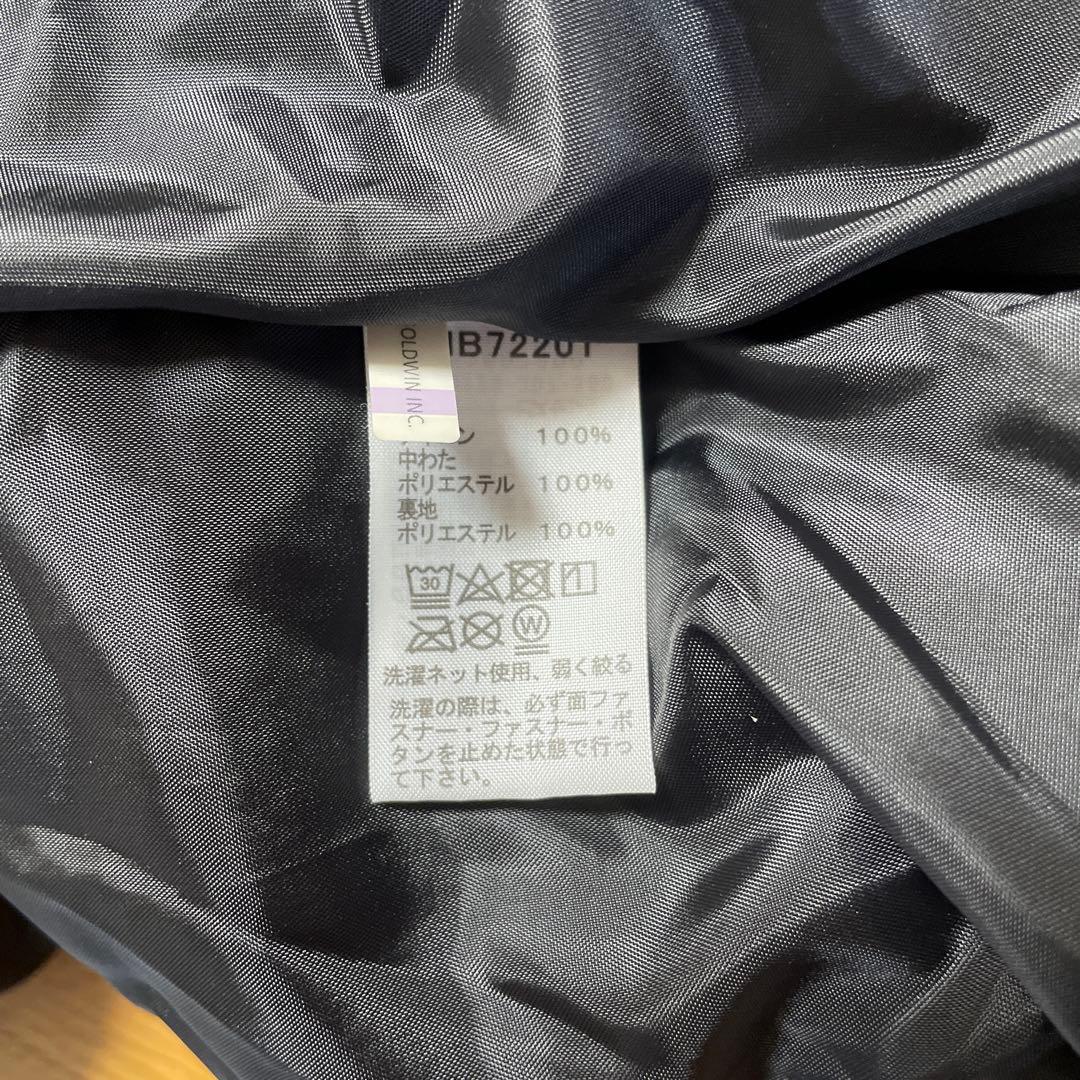 OLDWIN INC.
B72201
100%
中わた
ポリエステル 100%
裏地
ポリエステル 100%
30
W
洗濯ネット使用、弱く絞る
洗濯の際は、必ず面ファ
スナー・ファスナー・ボ
タンを止めた状態で行っ
て下さい。